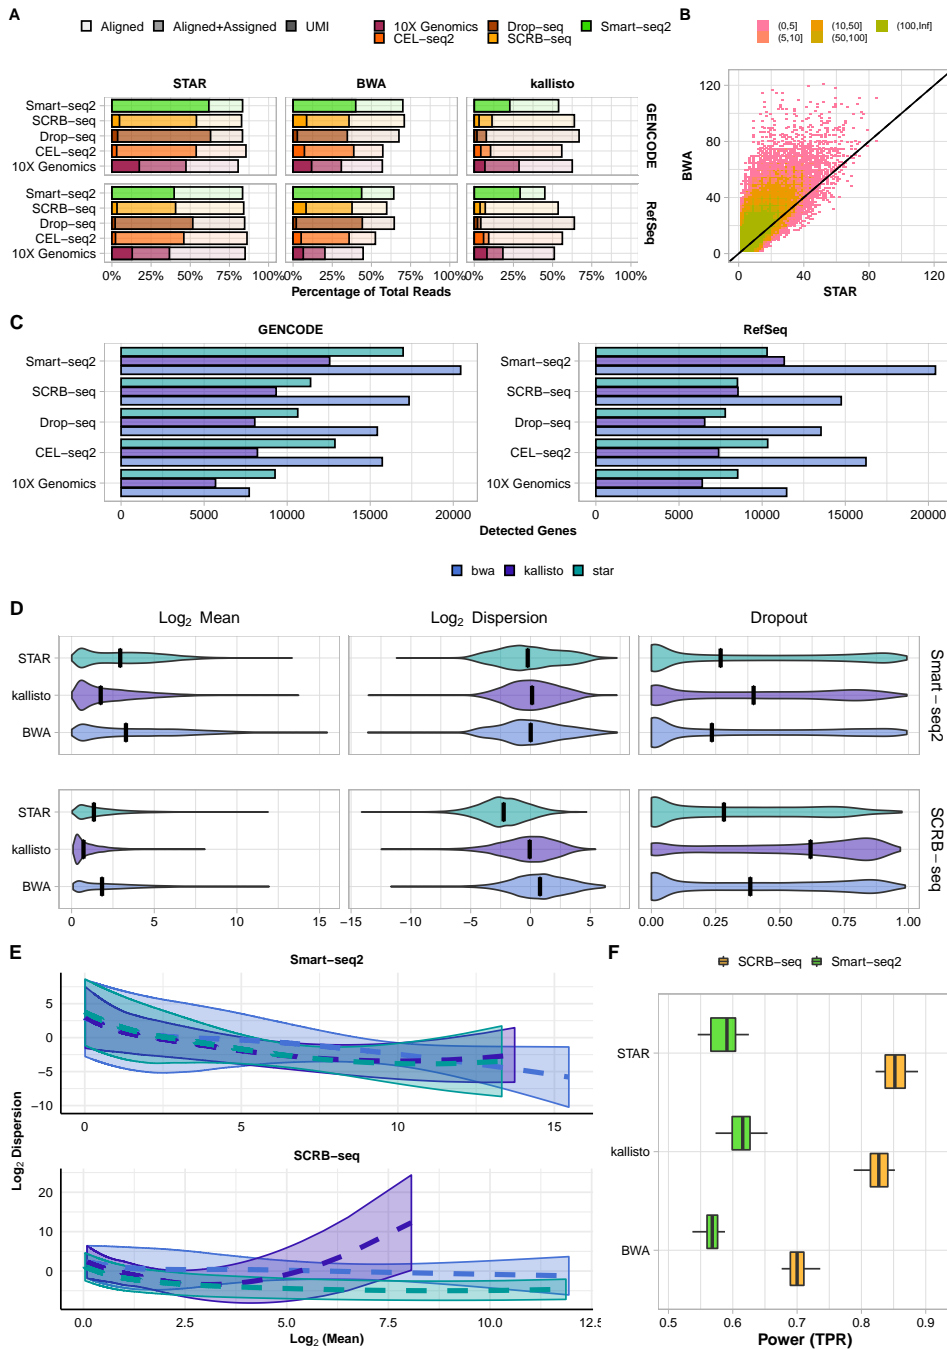 A
Aligned Aligned+Assigned UMI
10X Genomics Drop−seq Smart−seq2
CEL−seq2 SCRB−seq
STAR BWA kallisto
Smart−seq2
SCRB−seq
Drop−seq
CEL−seq2
10X Genomics
GENCODE
Smart−seq2
SCRB−seq
Drop−seq
CEL−seq2
10X Genomics
RefSeq
0% 25% 50% 75% 100% 0% 25% 50% 75% 100% 0% 25% 50% 75% 100%
Percentage of Total Reads
B
(0,5] (10,50] (100,Inf]
(5,10] (50,100]
120
80
40
0
BWA
0 40 80 120
STAR
C
GENCODE RefSeq
Smart−seq2
SCRB−seq
Drop−seq
CEL−seq2
10X Genomics
0 5000 10000 15000 20000
Smart−seq2
SCRB−seq
Drop−seq
CEL−seq2
10X Genomics
0 5000 10000 15000 20000
Detected Genes
bwa kallisto star
D
Log2 Mean Log2 Dispersion Dropout
STAR
kallisto
BWA
Smart−seq2
STAR
kallisto
BWA
SCRB−seq
0 5 10 15 −15 −10 −5 0 5 0.00 0.25 0.50 0.75 1.00
E
Smart−seq2
5
0
−5
−10
0 5 10 15
Log2 Dispersion
SCRB−seq
20
10
0
0.0 2.5 5.0 7.5 10.0 12.5
Log2 (Mean)
F
SCRB−seq Smart−seq2
STAR
kallisto
BWA
0.5 0.6 0.7 0.8 0.9
Power (TPR)